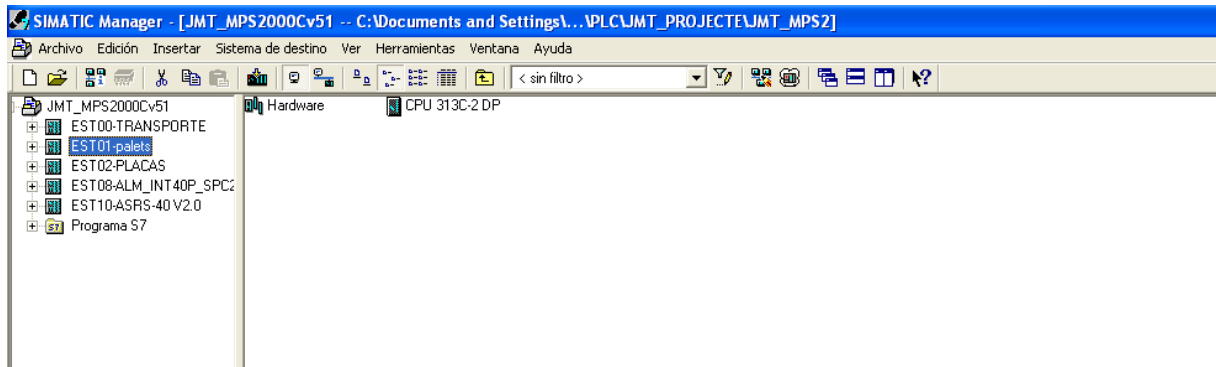 SIMATIC Manager - [JMT_MPS2000Cv51 -- C:\Documents and Settings\...\PLC\JMT_PROJECTE\JMT_MPS2]
Archivo Edición Insertar Sistema de destino Ver Herramientas Ventana Ayuda
< sin filtro >
JMT_MPS2000Cv51
EST00-TRANSPORTE
EST01-palets
EST02-PLACAS
EST08-ALM_INT40P_SPC2
EST10-ASRS-40 V2.0
S7 Programa S7
Hardware CPU 313C-2 DP